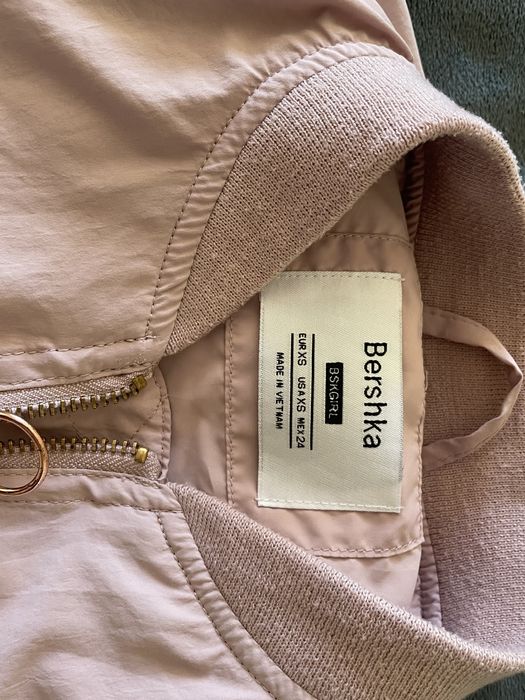 Bershka
BSKGIRL
EUR XS USA XS MEX 24
MADE IN VIETNAM